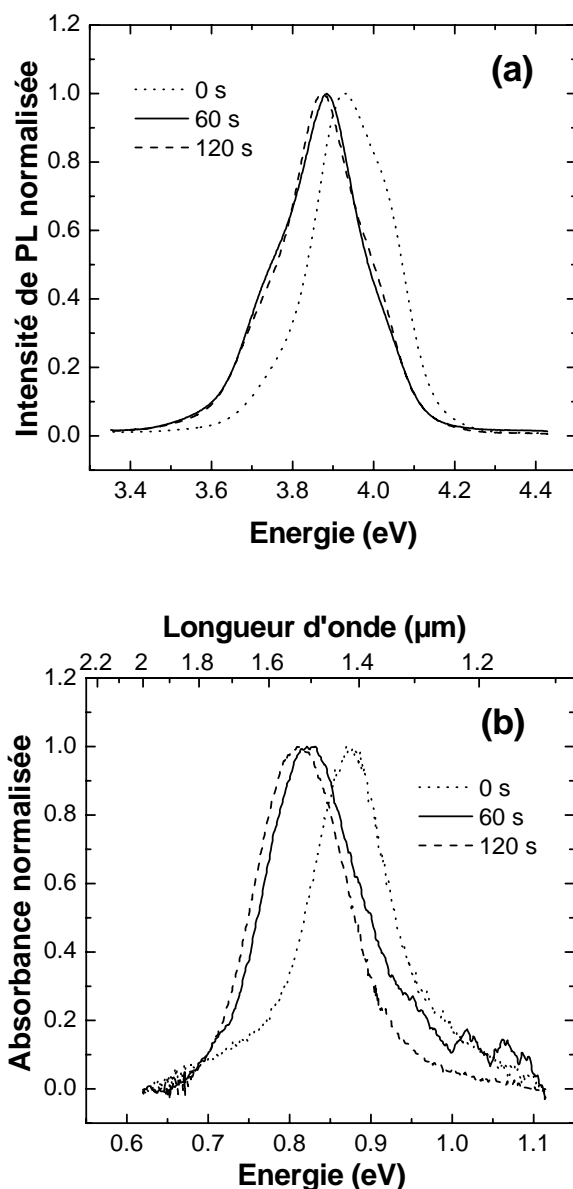 1.2
(a)
0 s
1.0
60 s
120 s
0.8
0.6
0.4
0.2
0.0
Intensité de PL normalisée
3.4 3.6 3.8 4.0 4.2 4.4
Energie (eV)
Longueur d'onde (µm)
2.2 2 1.8 1.6 1.4 1.2
1.2
(b)
1.0
0 s
60 s
120 s
0.8
0.6
0.4
0.2
0.0
Absorbance normalisée
0.6 0.7 0.8 0.9 1.0 1.1
Energie (eV)